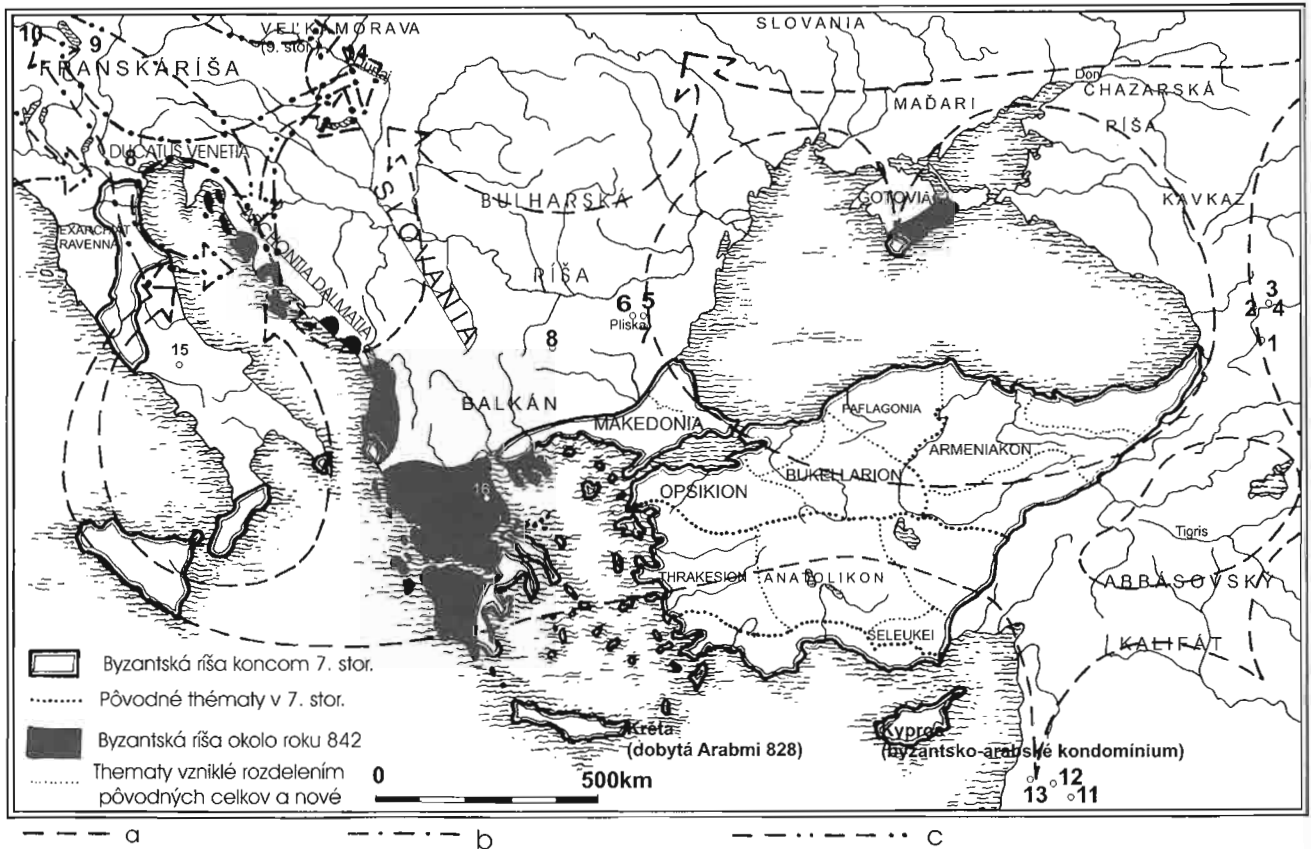 SLOVANIA
10
9
VEĽKÁ MORAVA
(9. stor.
14
Dunaj
FRANSKÁ RÍŠA
Don
CHAZARSKÁ
RÍŠA
MAĎARI
8
DUCATUS VENETIA
SLOVANIA
BULHARSKÁ
RÍŠA
GOTOVIA
KAVKAZ
EXARCHÁT
RAVENNA
ARCHONTIA DALMATIA
6 5
Pliska
8
2
3
4
1
15
BALKÁN
MAKEDONIA
PAFLAGONIA
ARMENIAKON
BUKELLARION
OPSIKION
16
THRAKESION
ANATOLIKON
SELEUKEI
Tigris
ABBÁSOVSKÝ
KALIFÁT
Kréta
(dobytá Arabmi 828)
Kypros
(byzantsko-arabské kondomínium)
13
12
11
Byzantská ríša koncom 7. stor.
Pôvodné thématy v 7. stor.
Byzantská ríša okolo roku 842
Thematy vzniklé rozdelením
pôvodných celkov a nové
0 500km
a
b
c